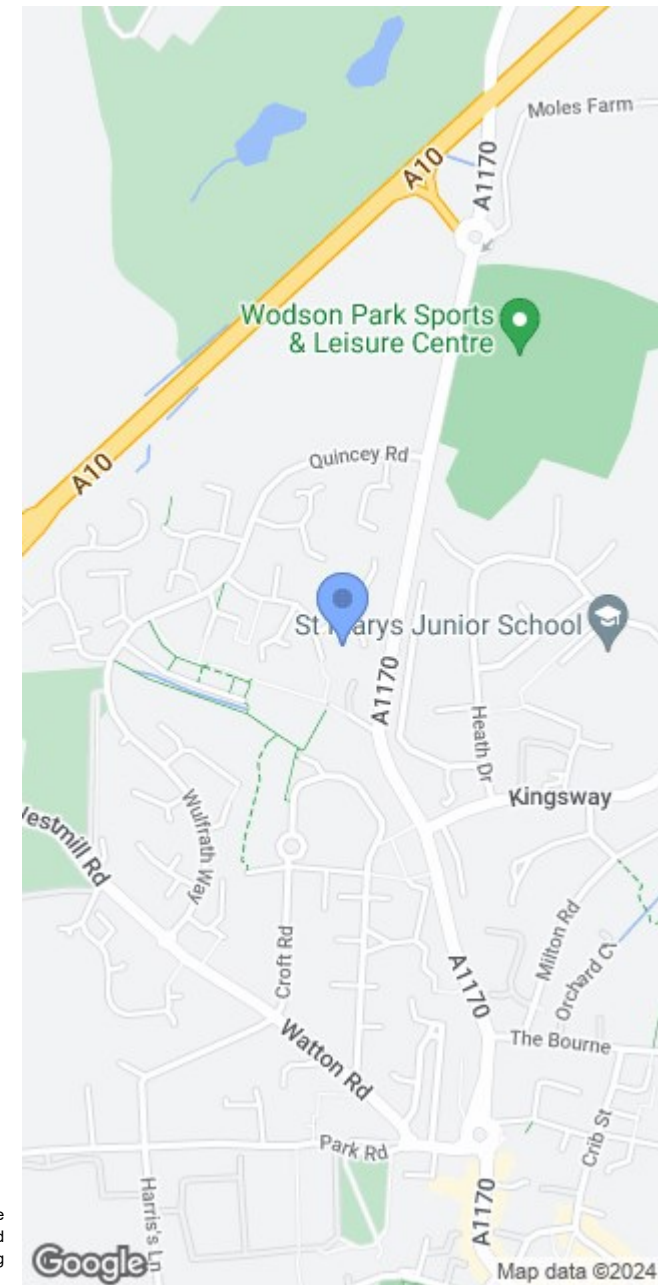 Moles Farm
A10
A1170
Wodson Park Sports
& Leisure Centre
Quincey Rd
A10
St Marys Junior School
A1170
Heath Dr
Kingsway
Wulfrath Way
estmill Rd
Croft Rd
Milton Rd
Orchard Cl
A1170
The Bourne
Watton Rd
Crib St
Park Rd
Harris's Ln
A1170
e
d
g
Google
Map data ©2024